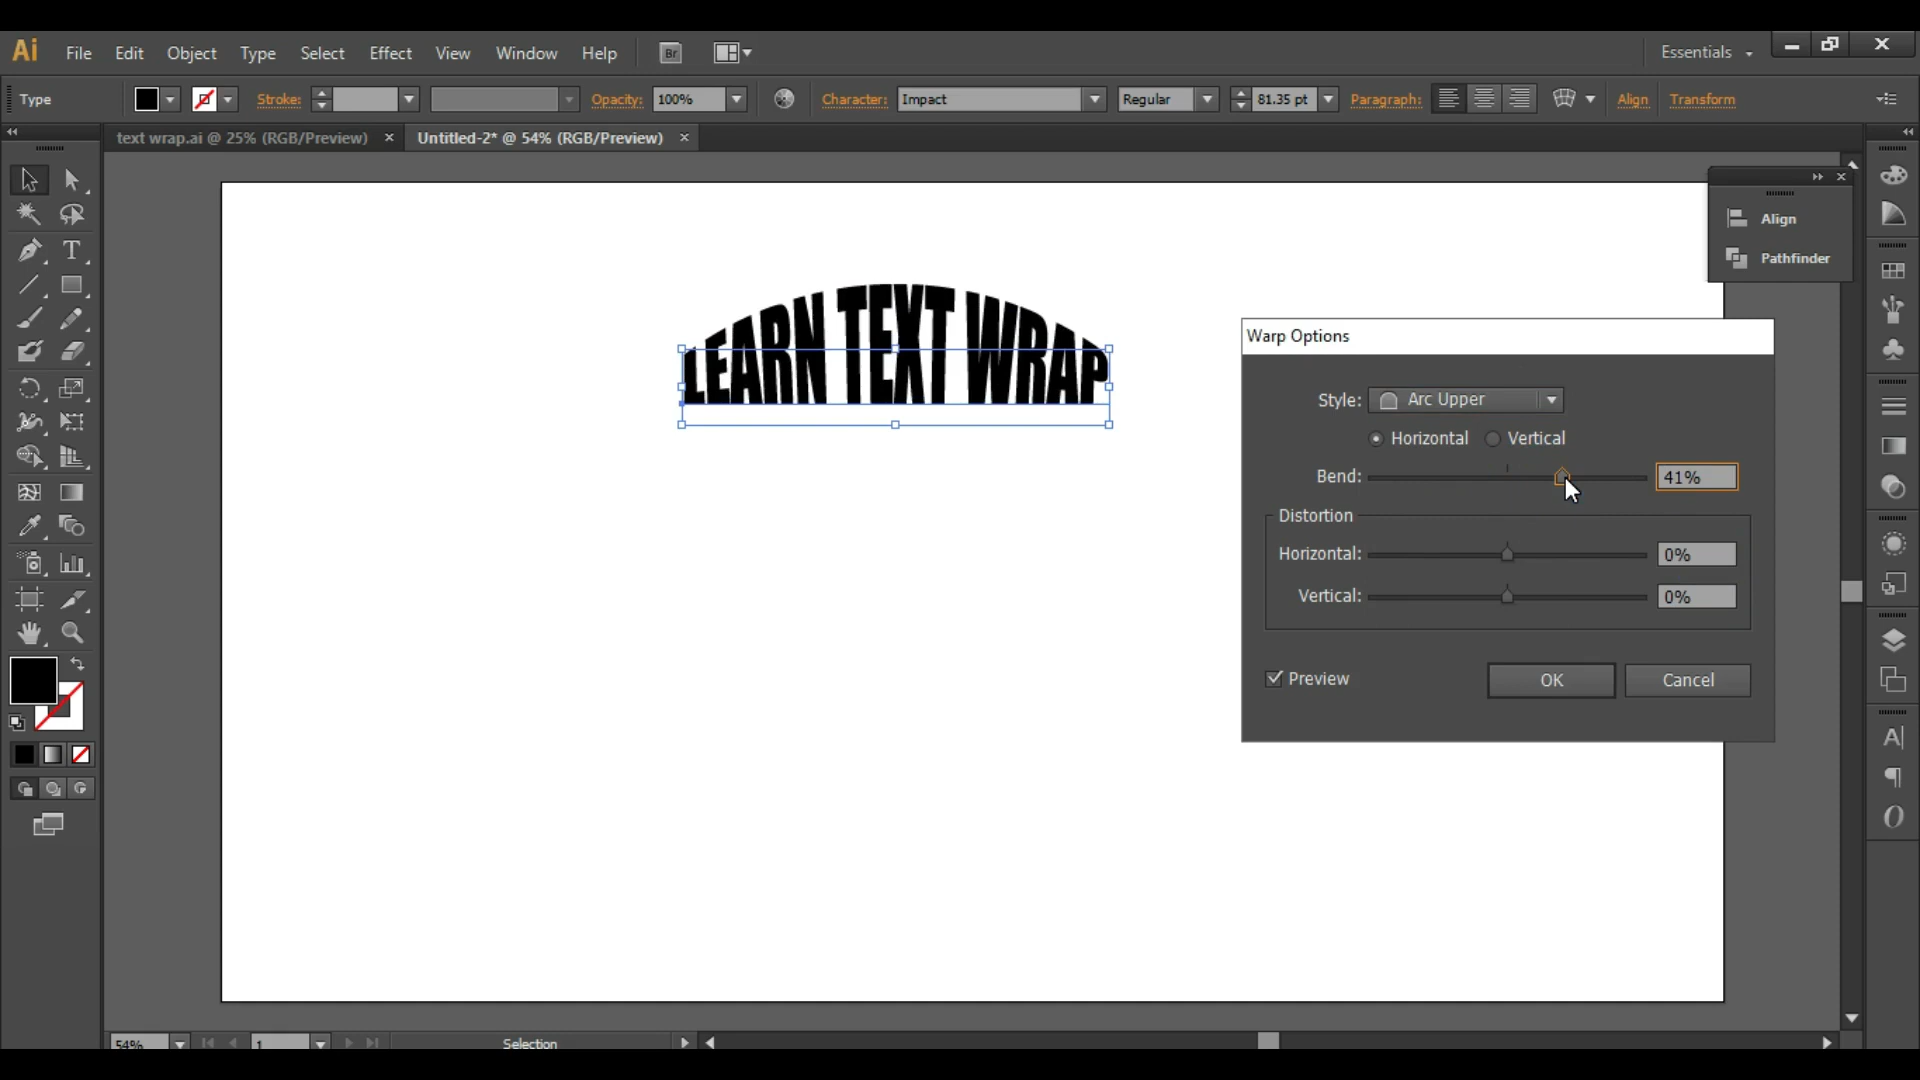 Ai File Edit Object Type Select Effect View Window Help Br Essentials
Type Stroke: Opacity: 100% Character: Impact Regular 81.35 pt Paragraph: Align Transform
text wrap.ai @ 25% (RGB/Preview) Untitled-2* @ 54% (RGB/Preview)
Align
Pathfinder
LEARN TEXT WRAP
Warp Options
Style: Arc Upper
Horizontal Vertical
Bend: 41%
Distortion
Horizontal: 0%
Vertical: 0%
Preview OK Cancel
54% 1 Selection